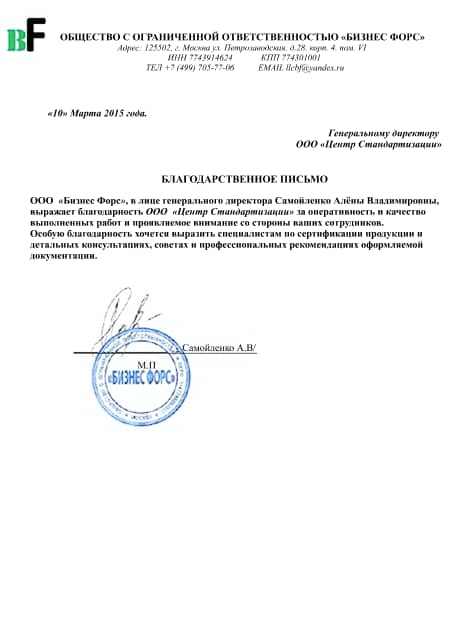 BF
ОБЩЕСТВО С ОГРАНИЧЕННОЙ ОТВЕТСТВЕННОСТЬЮ «БИЗНЕС ФОРС»
Адрес: 125502, г. Москва ул. Петрозаводская. д.28. корп. 4. пом. VI
ИНН 7743914624 КПП 774301001
ТЕЛ +7 (499) 705-77-06 EMAIL llcbf@yandex.ru
«10» Марта 2015 года.
Генеральному директору
ООО «Центр Стандартизации»
БЛАГОДАРСТВЕННОЕ ПИСЬМО
ООО «Бизнес Форс», в лице генерального директора Самойленко Алёны Владимировны,
выражает благодарность ООО «Центр Стандартизации» за оперативность и качество
выполненных работ и проявляемое внимание со стороны ваших сотрудников.
Особую благодарность хочется выразить специалистам по сертификации продукции и
детальных консультациях, советах и профессиональных рекомендациях оформляемой
документации.
Самойленко А.В/
М.П
«БИЗНЕС ФОРС»